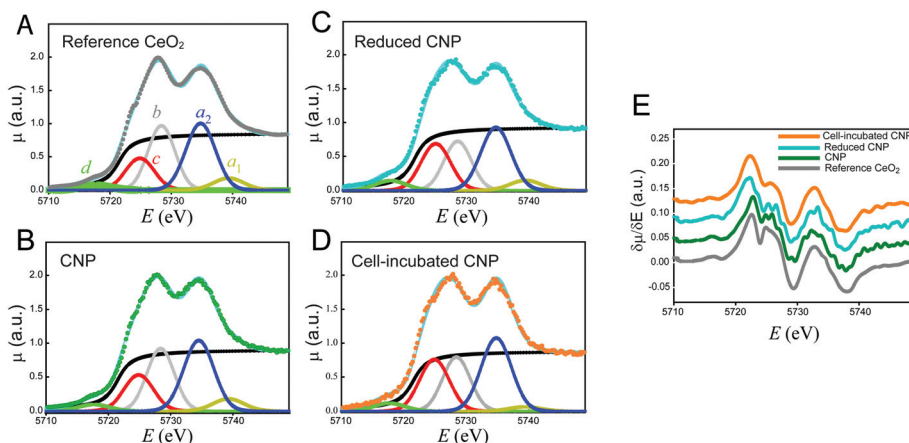 A
Reference CeO₂
μ (a.u.)
2.0
1.5
1.0
0.5
0.0
d
c
b
a₂
a₁
5710
5720
5730
5740
E (eV)
B
CNP
μ (a.u.)
2.0
1.5
1.0
0.5
0.0
5710
5720
5730
5740
E (eV)
C
Reduced CNP
μ (a.u.)
2.0
1.5
1.0
0.5
0.0
5710
5720
5730
5740
E (eV)
D
Cell-incubated CNP
μ (a.u.)
2.0
1.5
1.0
0.5
0.0
5710
5720
5730
5740
E (eV)
E
Cell-incubated CNP
Reduced CNP
CNP
Reference CeO₂
δμ/δE (a.u.)
0.25
0.20
0.15
0.10
0.05
0.00
-0.05
5710
5720
5730
5740
E (eV)